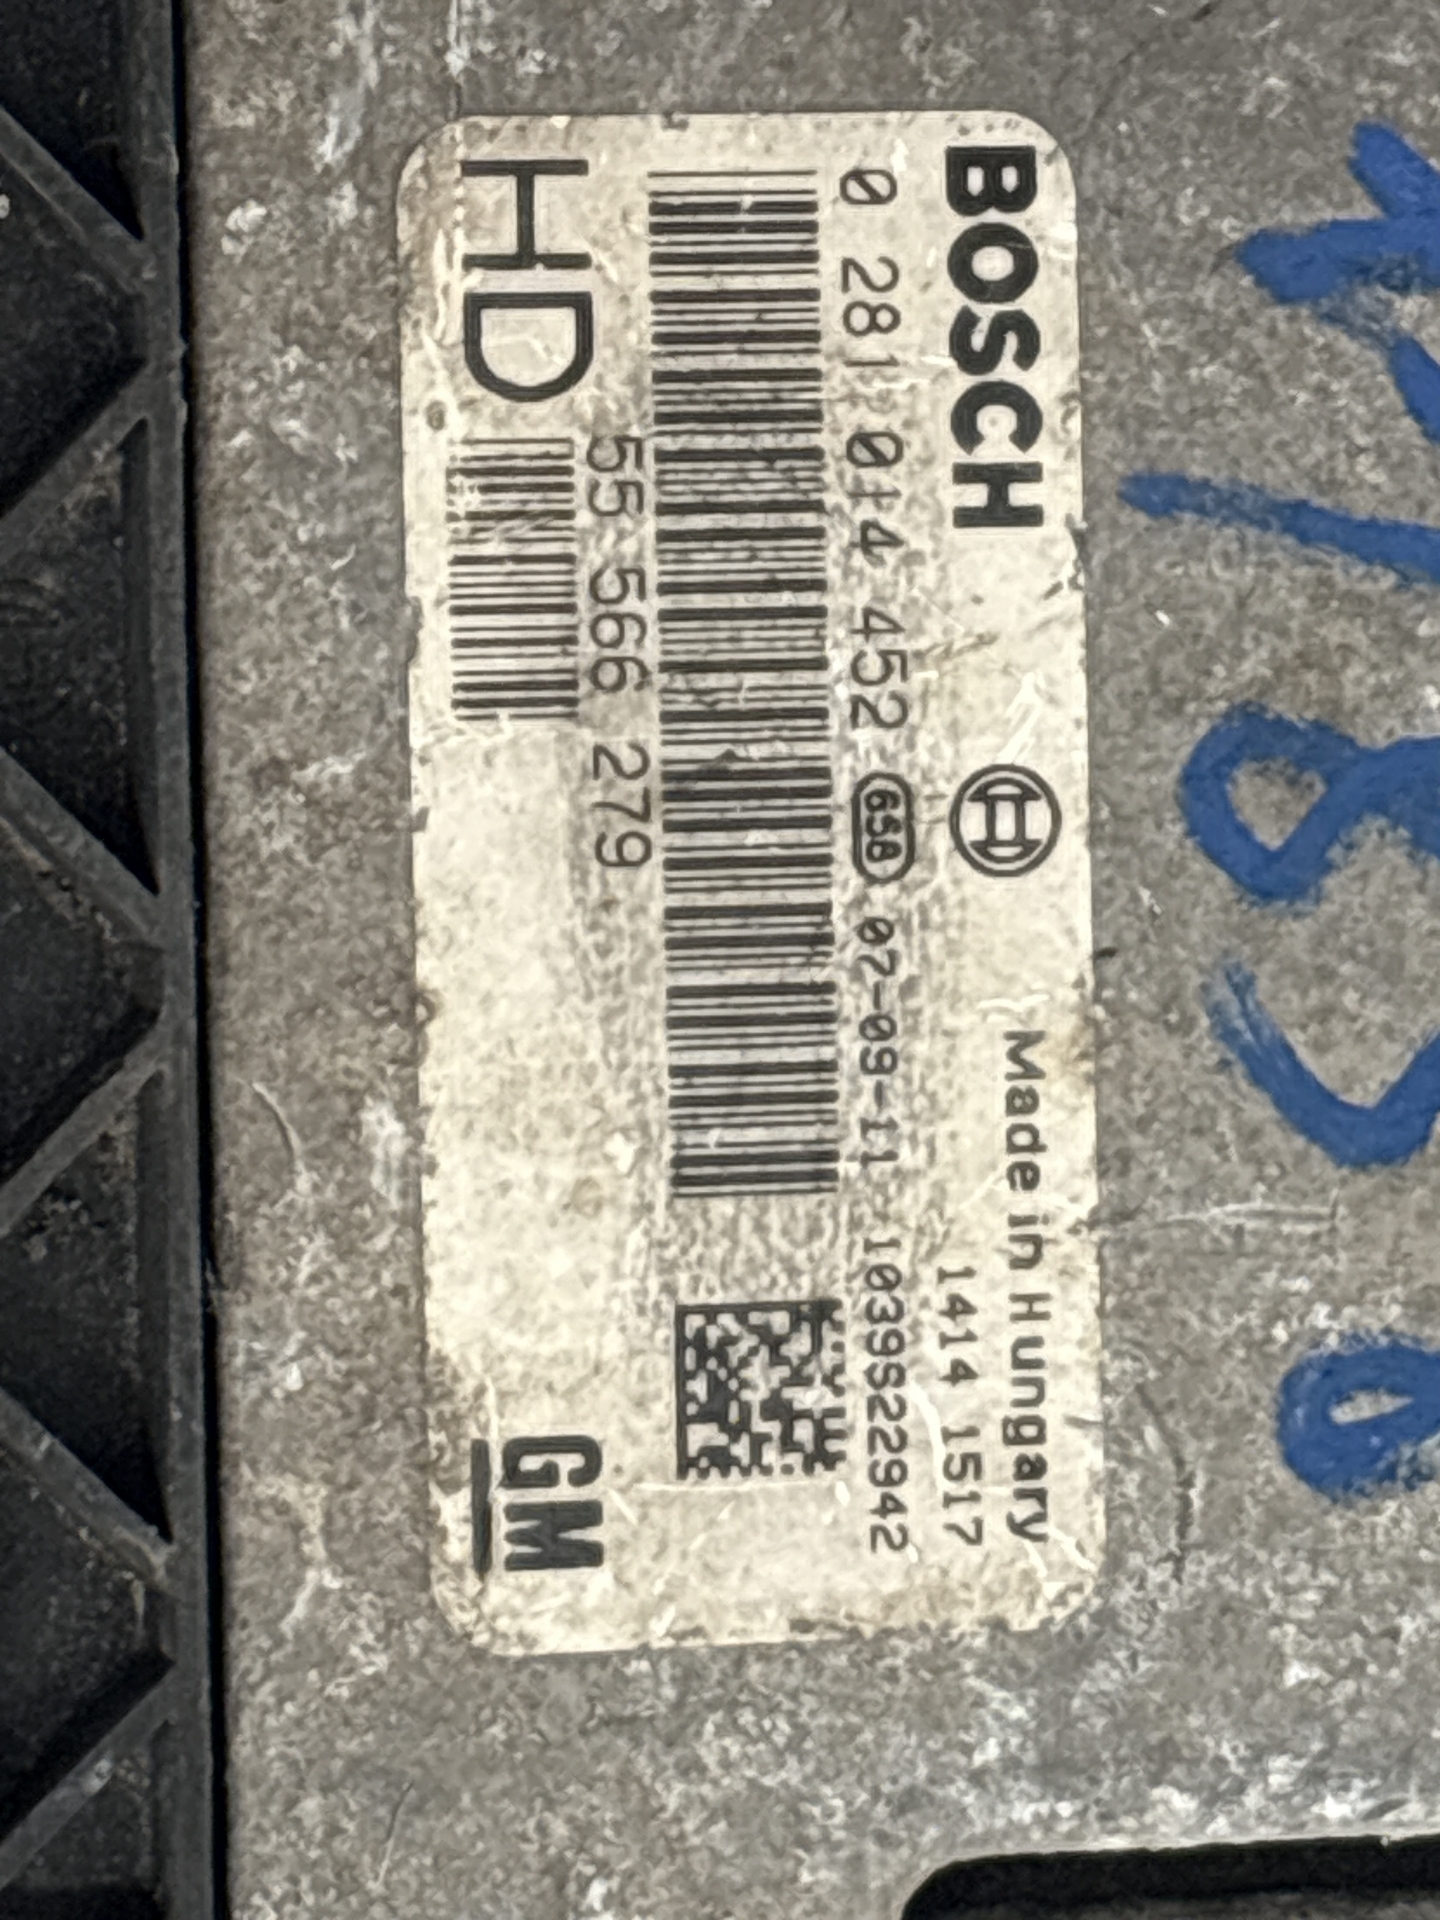 BOSCH
Made in Hungary
1414 1517
0 281 014 452 658 07-09-11 1039S22942
55 566 279
HD
GM